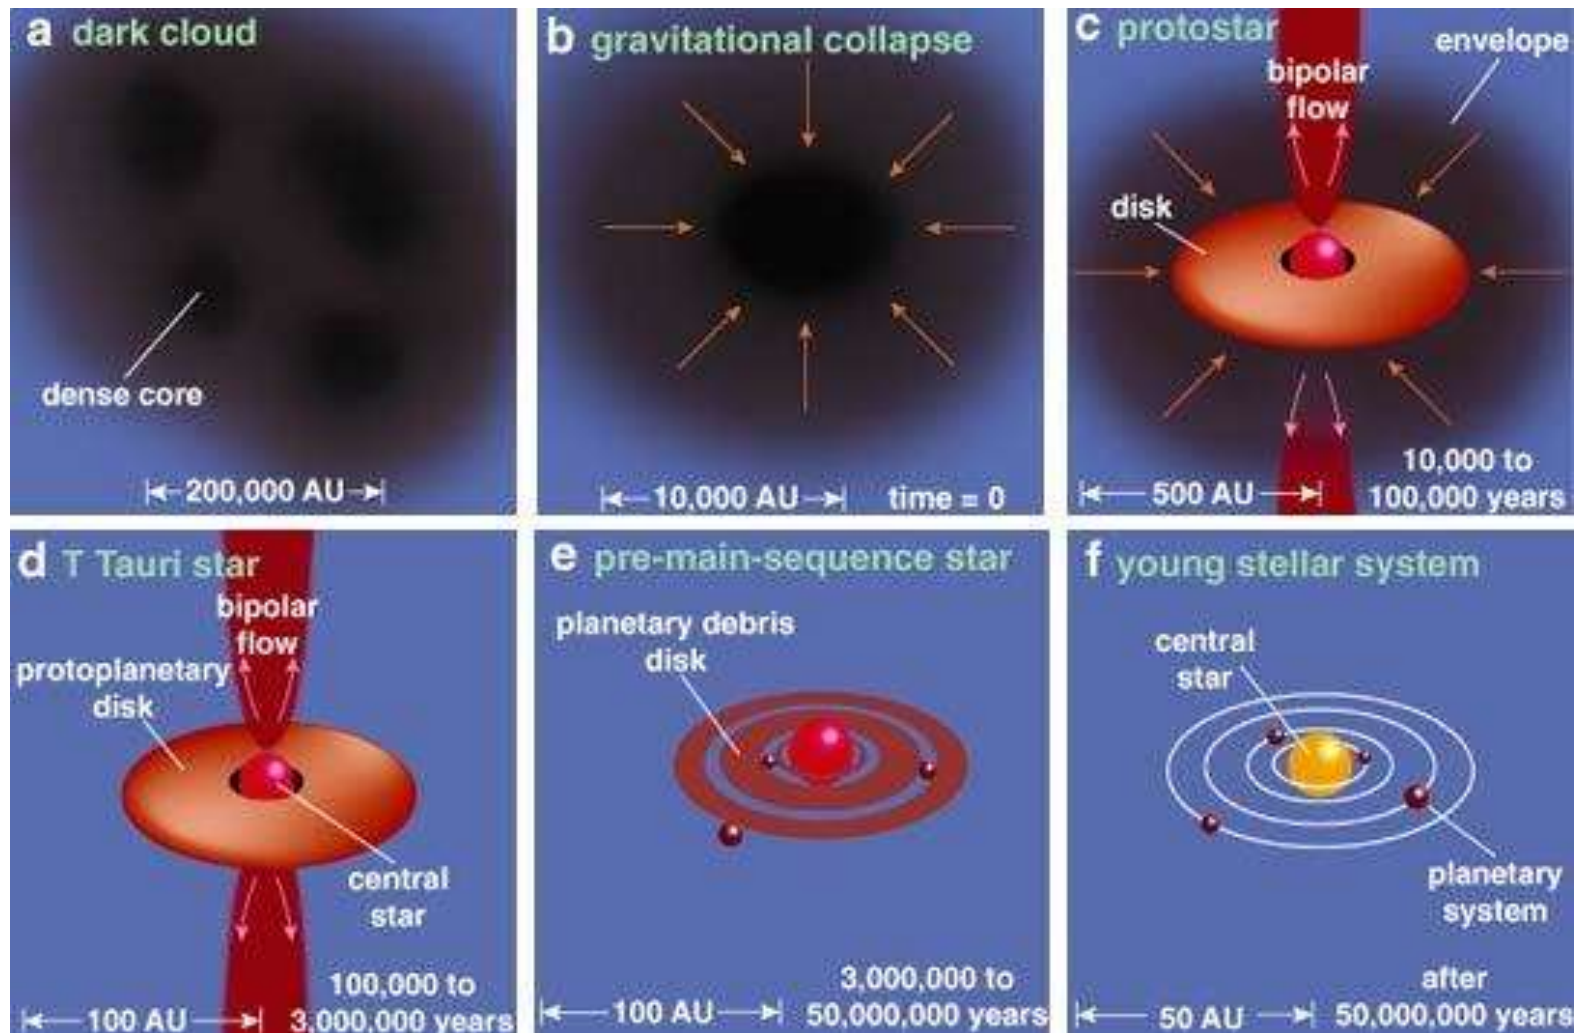 a dark cloud
dense core
200,000 AU
b gravitational collapse
10,000 AU
time = 0
c protostar
envelope
bipolar
flow
disk
500 AU
10,000 to
100,000 years
d T Tauri star
bipolar
flow
protoplanetary
disk
central
star
100 AU
100,000 to
3,000,000 years
e pre-main-sequence star
planetary debris
disk
100 AU
3,000,000 to
50,000,000 years
f young stellar system
central
star
planetary
system
50 AU
after
50,000,000 years